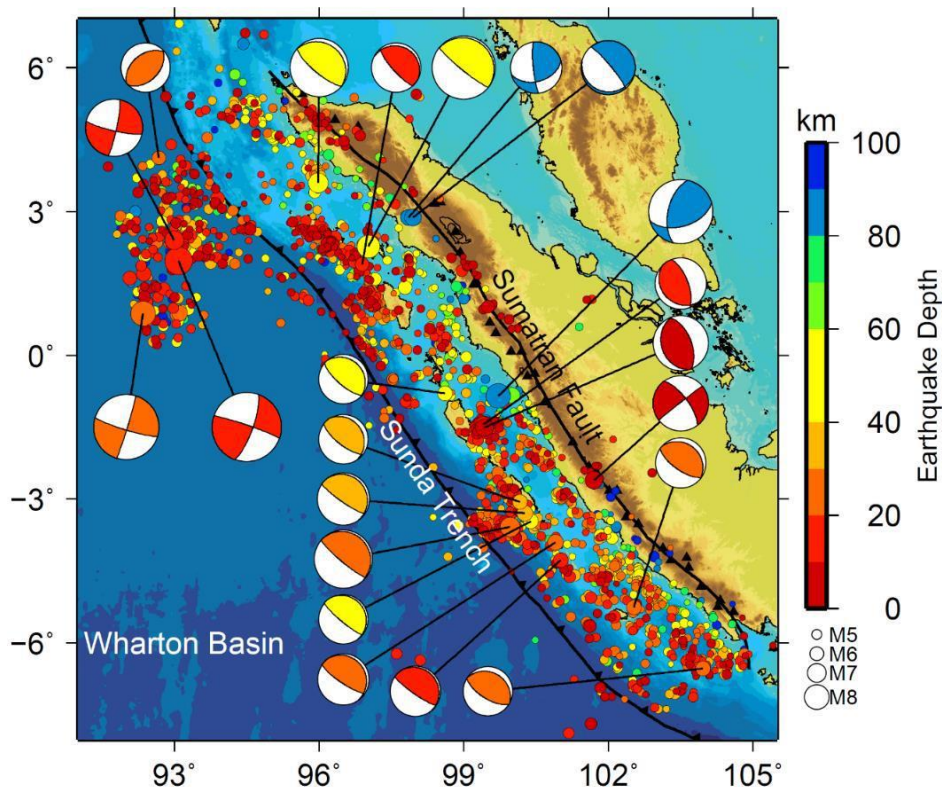 km
6°
3°
0°
−3°
−6°
93°
96°
99°
102°
105°
Sumatran Fault
Sunda Trench
Wharton Basin
100
80
60
40
20
0
Earthquake Depth
M5
M6
M7
M8